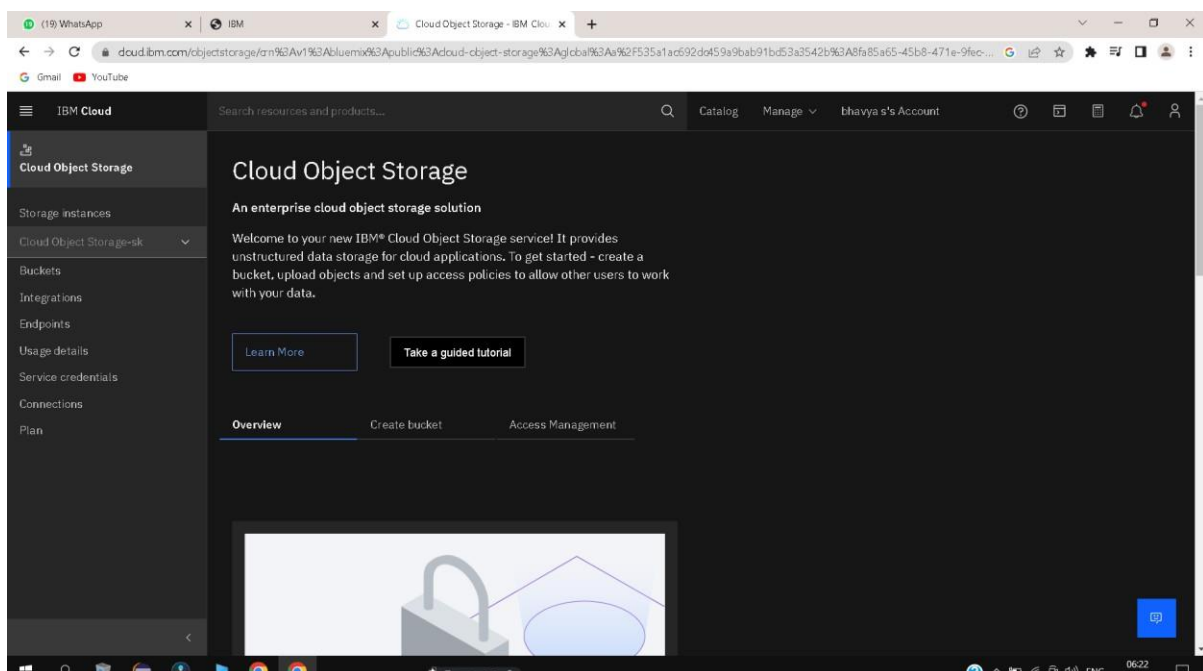 (19) WhatsApp
IBM
Cloud Object Storage - IBM Clou
Gmail
YouTube
IBM Cloud
Search resources and products...
Catalog
Manage
bhavya s's Account
Cloud Object Storage
Storage instances
Cloud Object Storage-sk
Buckets
Integrations
Endpoints
Usage details
Service credentials
Connections
Plan
Cloud Object Storage
An enterprise cloud object storage solution
Welcome to your new IBM® Cloud Object Storage service! It provides
unstructured data storage for cloud applications. To get started - create a
bucket, upload objects and set up access policies to allow other users to work
with your data.
Learn More
Take a guided tutorial
Overview
Create bucket
Access Management
ENG
06:22